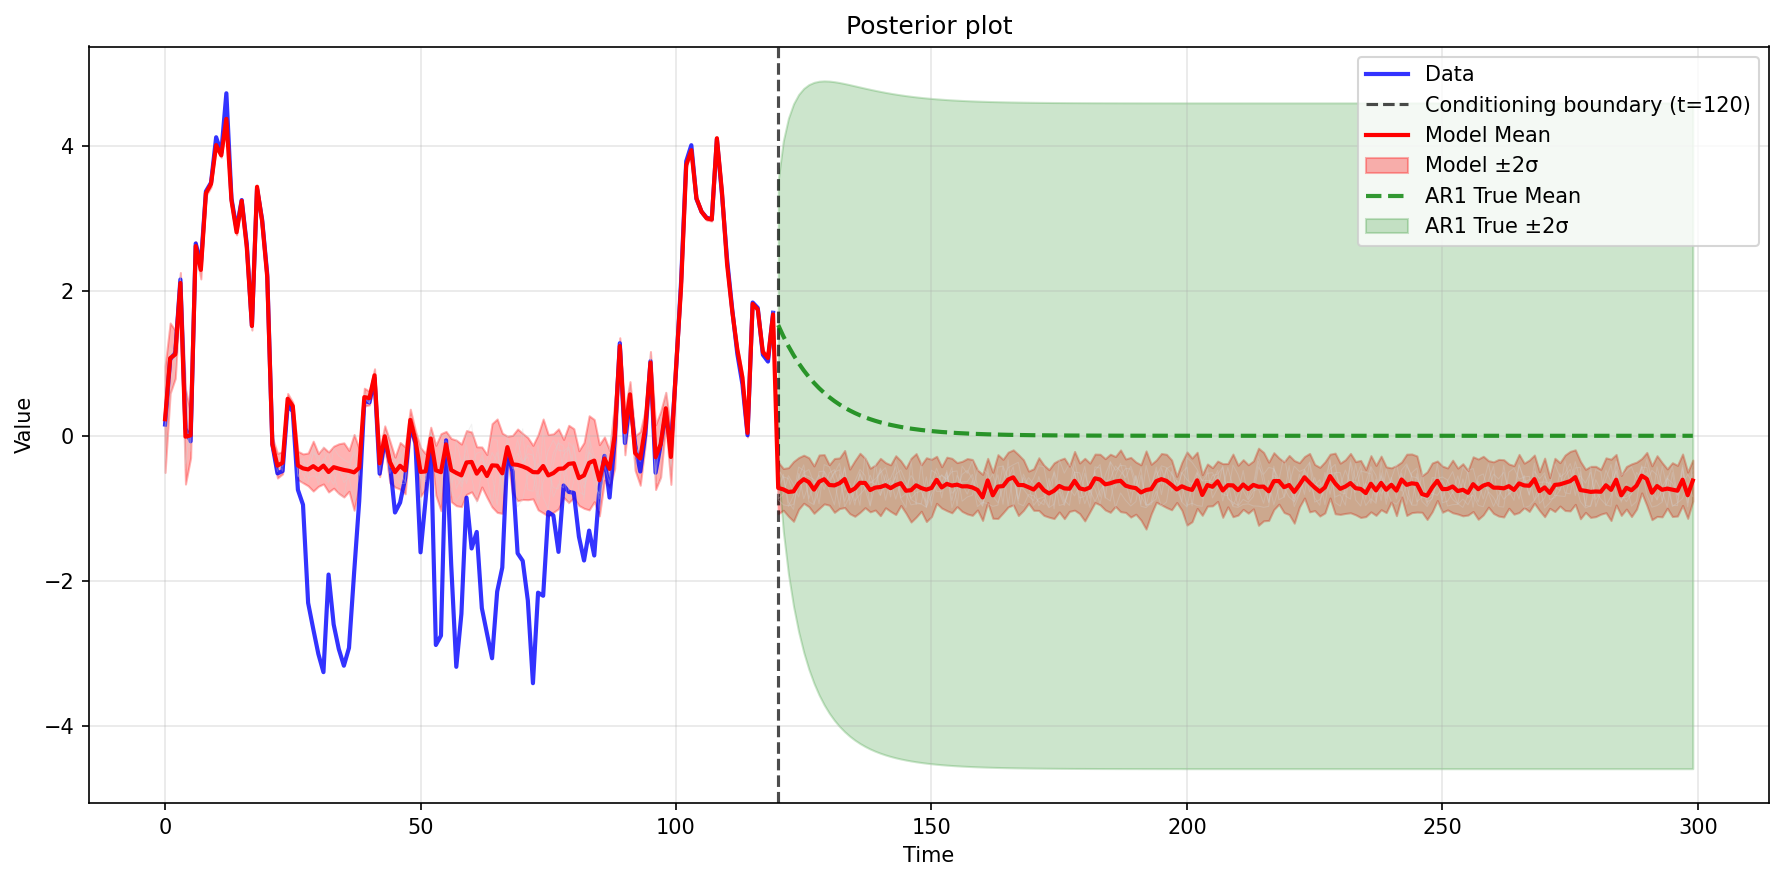 Posterior plot
Data
Conditioning boundary (t=120)
Model Mean
Model ±2σ
AR1 True Mean
AR1 True ±2σ
Value
4
2
0
−2
−4
0 50 100 150 200 250 300
Time